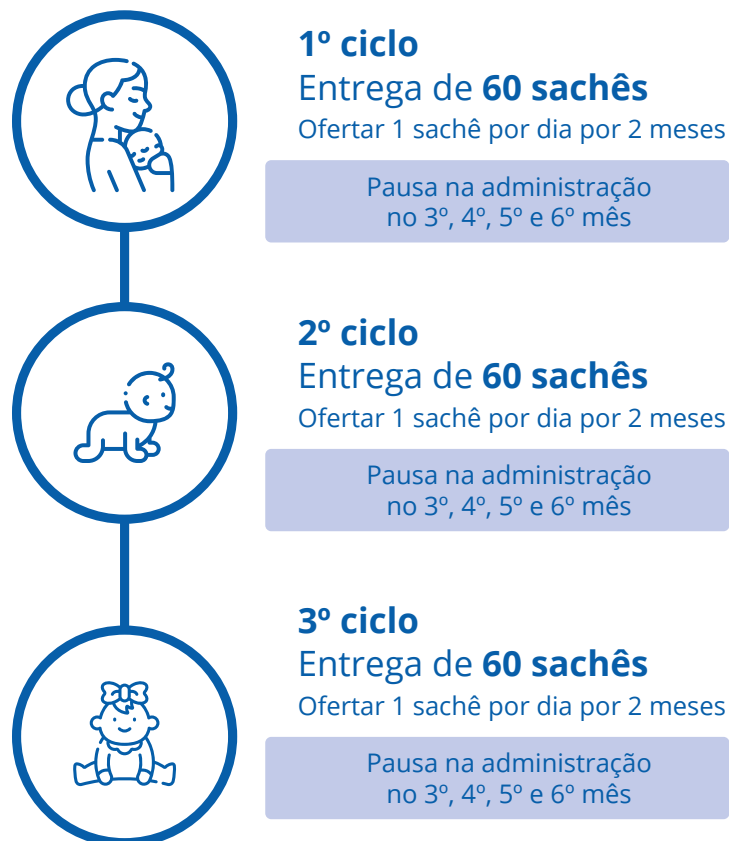 1º ciclo
Entrega de 60 sachês
Ofertar 1 sachê por dia por 2 meses
Pausa na administração
no 3º, 4º, 5º e 6º mês
2º ciclo
Entrega de 60 sachês
Ofertar 1 sachê por dia por 2 meses
Pausa na administração
no 3º, 4º, 5º e 6º mês
3º ciclo
Entrega de 60 sachês
Ofertar 1 sachê por dia por 2 meses
Pausa na administração
no 3º, 4º, 5º e 6º mês